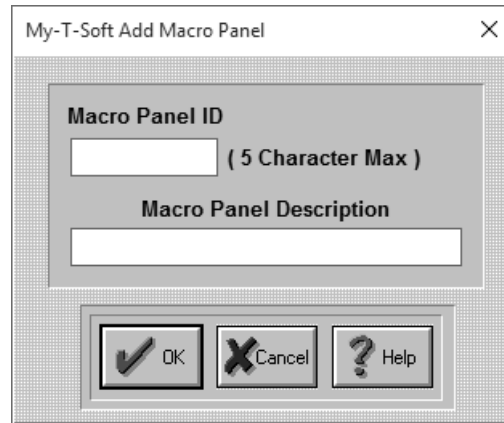 My-T-Soft Add Macro Panel
Macro Panel ID
( 5 Character Max )
Macro Panel Description
OK Cancel Help